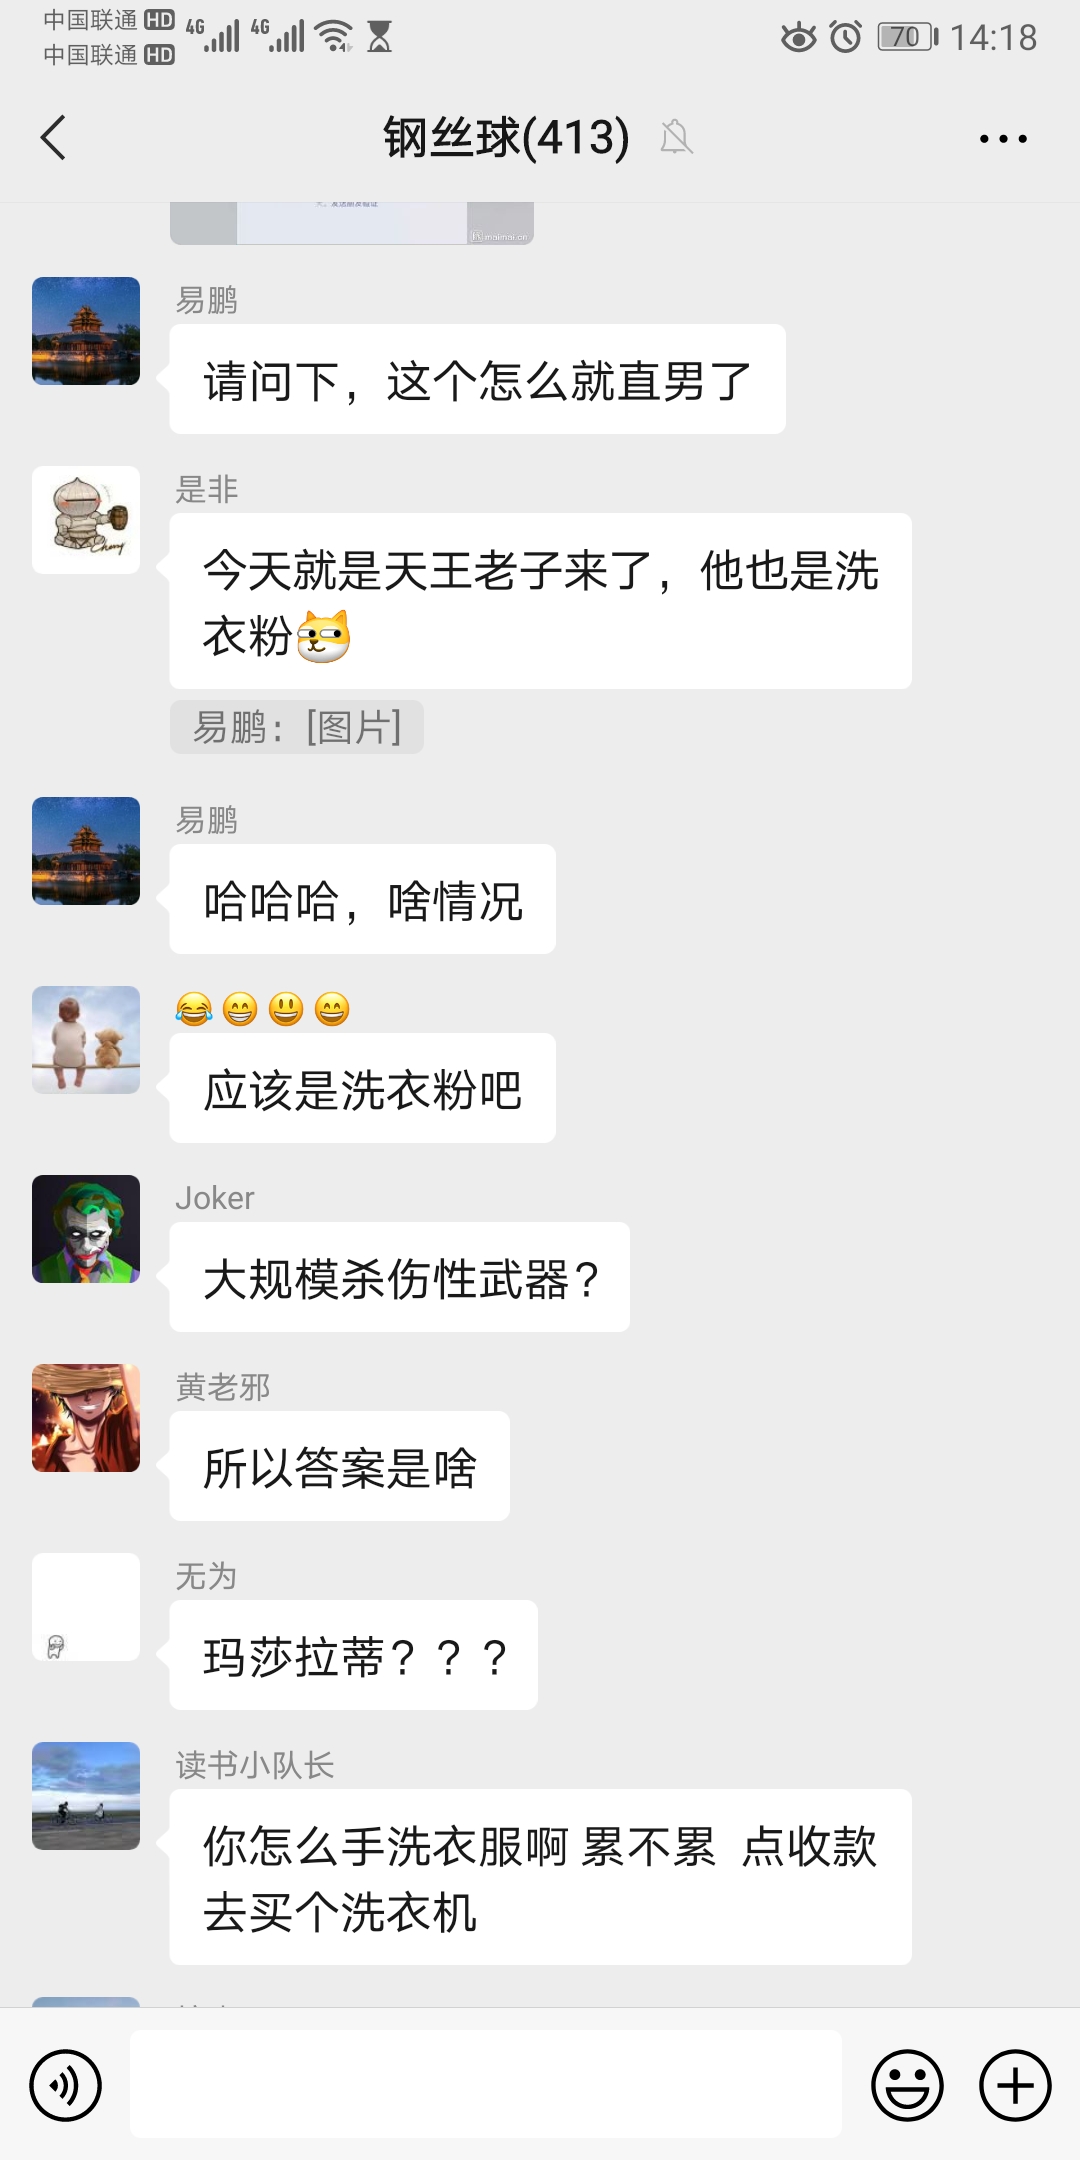 中国联通 HD 4G 4G
中国联通 HD
70 14:18
钢丝球(413)
maimai.cn
易鹏
请问下，这个怎么就直男了
是非
Cherry
今天就是天王老子来了，他也是洗
衣粉
易鹏：[图片]
易鹏
哈哈哈，啥情况
😂😁😃😄
应该是洗衣粉吧
Joker
大规模杀伤性武器？
黄老邪
所以答案是啥
无为
玛莎拉蒂？？？
读书小队长
你怎么手洗衣服啊 累不累 点收款
去买个洗衣机